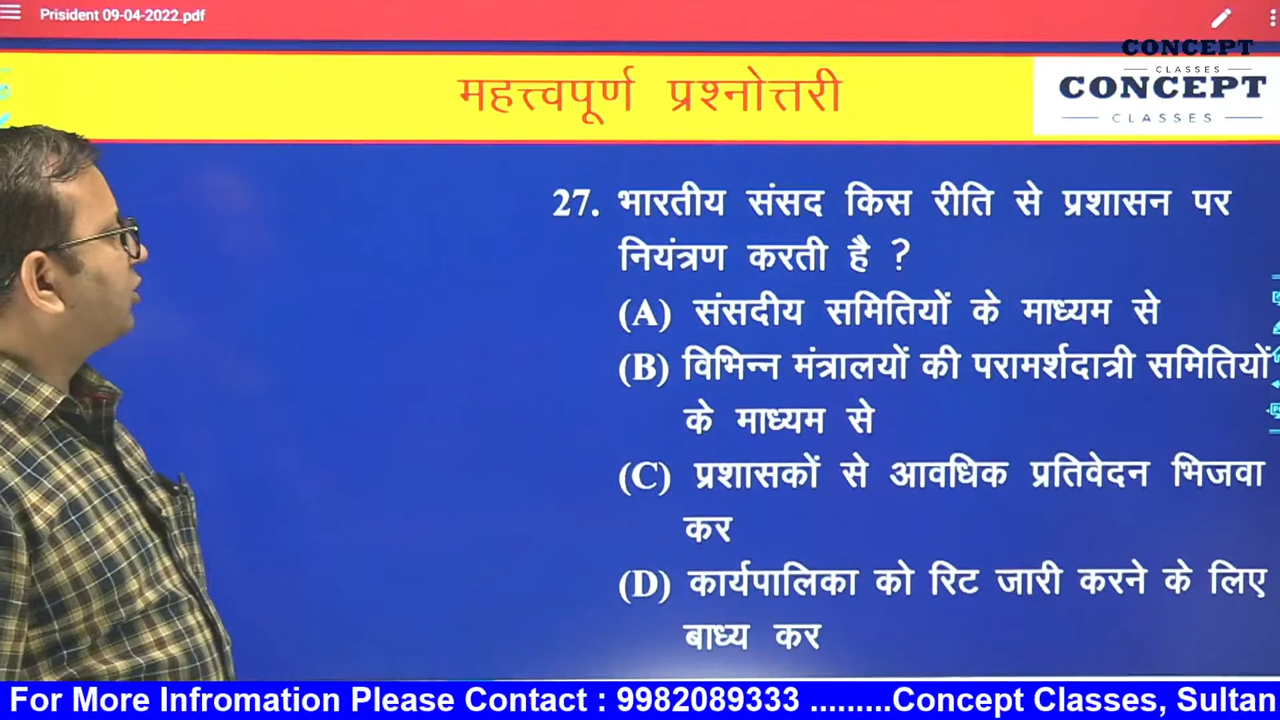 Prisident 09-04-2022.pdf
CONCEPT
CLASSES
महत्त्वपूर्ण प्रश्नोत्तरी
CONCEPT
CLASSES
27. भारतीय संसद किस रीति से प्रशासन पर
नियंत्रण करती है ?
(A) संसदीय समितियों के माध्यम से
(B) विभिन्न मंत्रालयों की परामर्शदात्री समितियों
के माध्यम से
(C) प्रशासकों से आवधिक प्रतिवेदन भिजवा
कर
(D) कार्यपालिका को रिट जारी करने के लिए
बाध्य कर
For More Infromation Please Contact : 9982089333 .........Concept Classes, Sultan